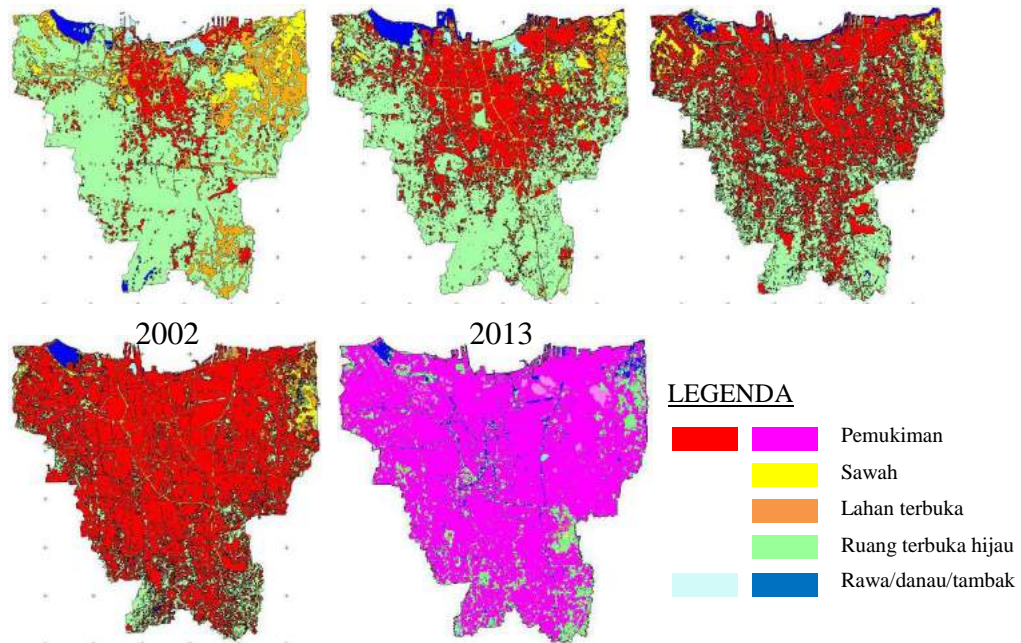 2002
2013
LEGENDA
Pemukiman
Sawah
Lahan terbuka
Ruang terbuka hijau
Rawa/danau/tambak